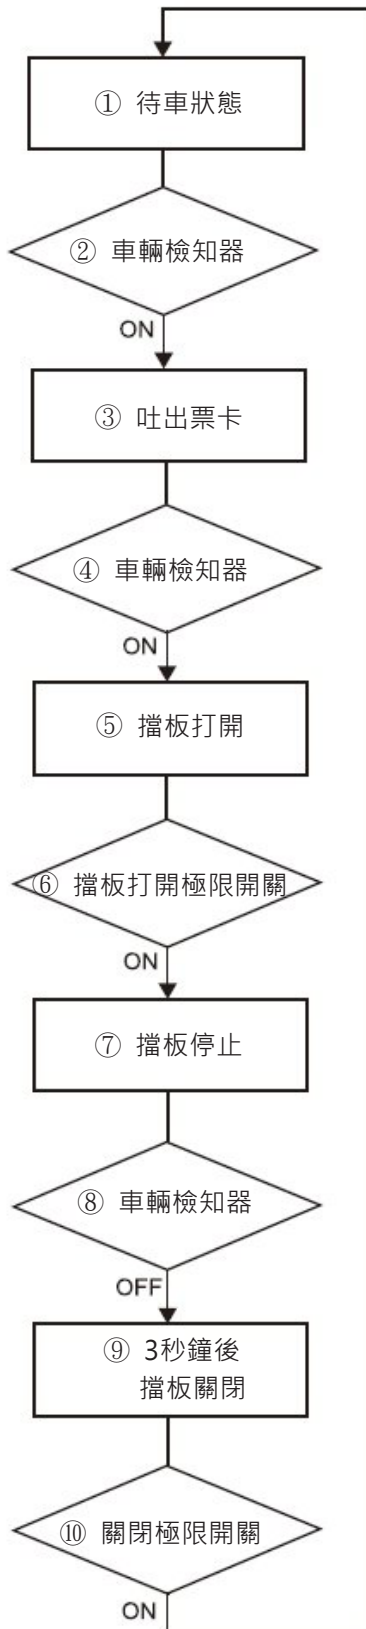 ① 待車狀態
② 車輛檢知器
ON
③ 吐出票卡
④ 車輛檢知器
ON
⑤ 擋板打開
⑥ 擋板打開極限開關
ON
⑦ 擋板停止
⑧ 車輛檢知器
OFF
⑨ 3秒鐘後
擋板關閉
⑩ 關閉極限開關
ON